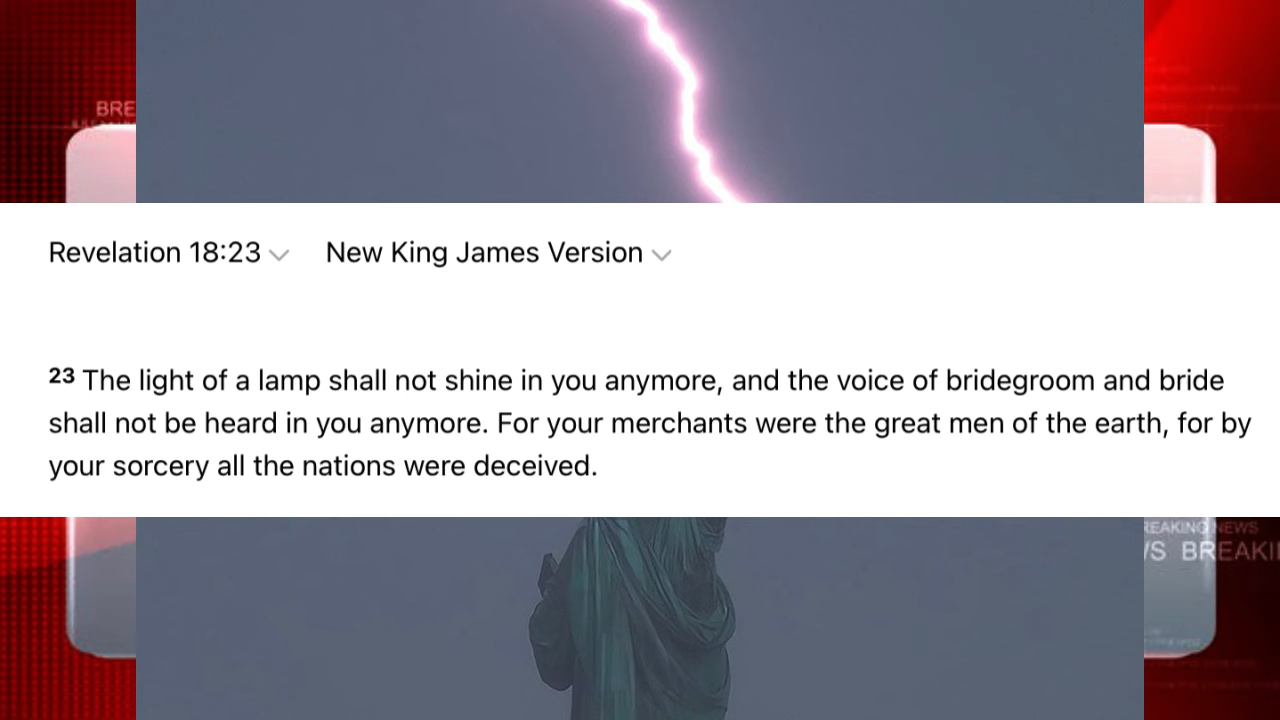 BRE
Revelation 18:23 New King James Version
23 The light of a lamp shall not shine in you anymore, and the voice of bridegroom and bride
shall not be heard in you anymore. For your merchants were the great men of the earth, for by
your sorcery all the nations were deceived.
REAKING NEWS
WS BREAKI